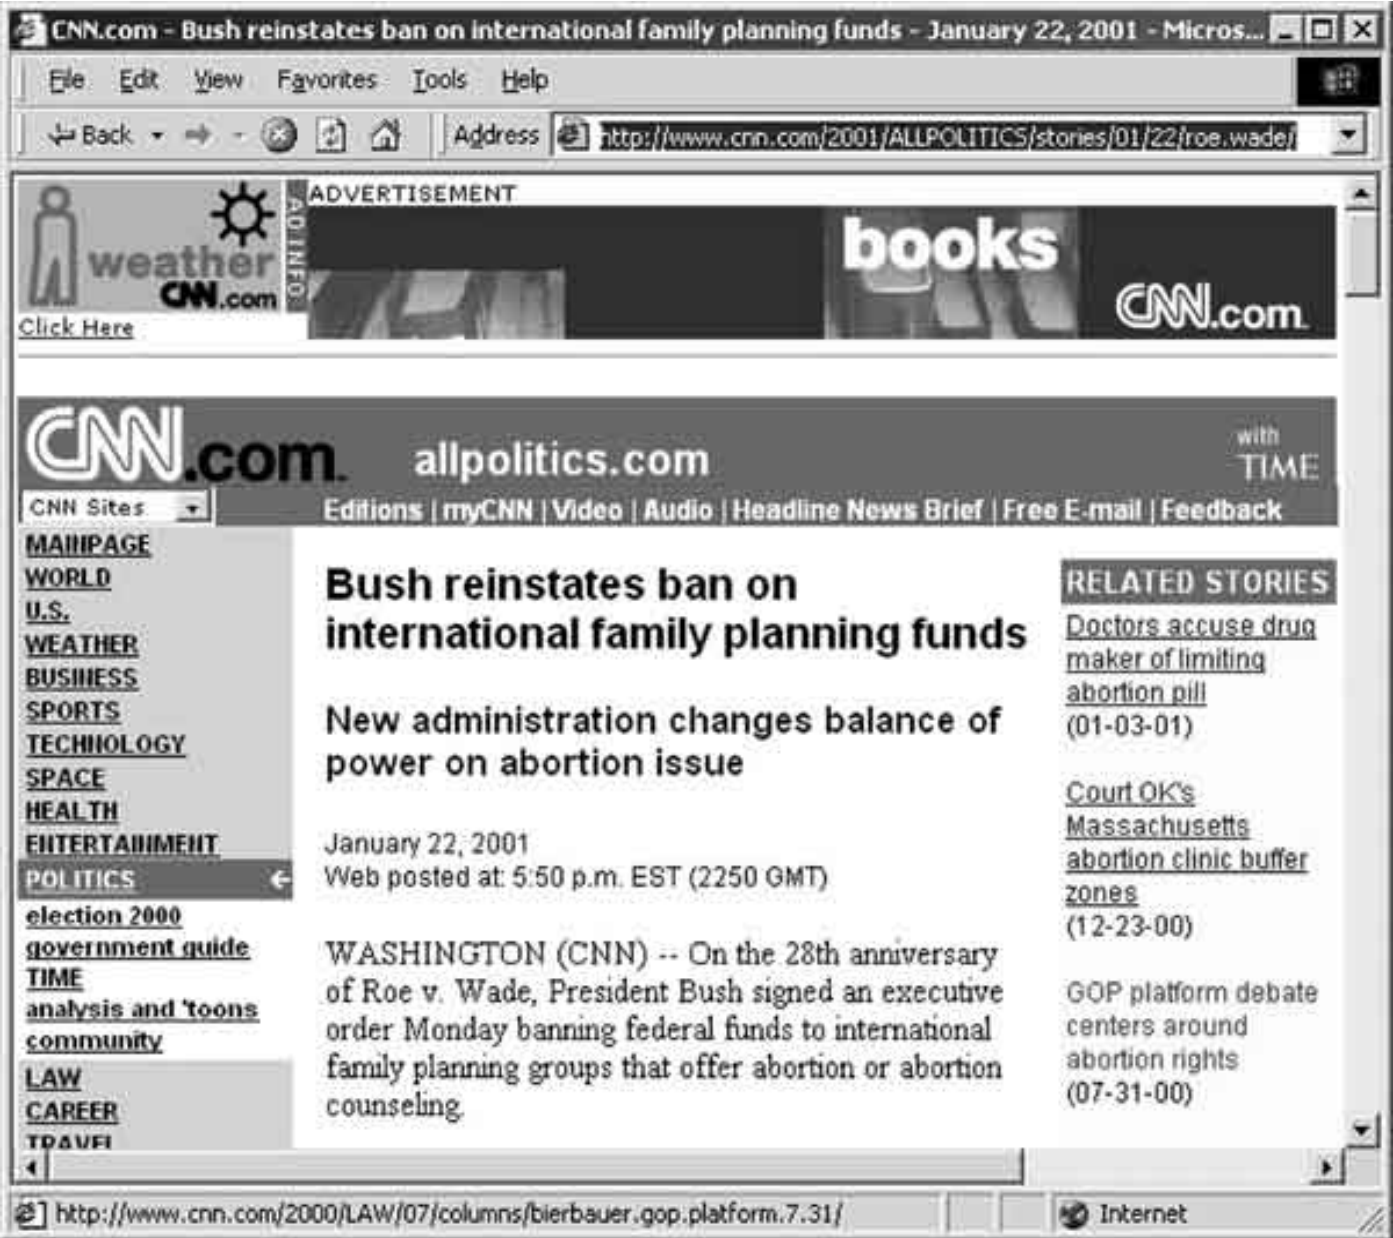 CNN.com - Bush reinstates ban on international family planning funds - January 22, 2001 - Micros...
File Edit View Favorites Tools Help
Back Address http://www.cnn.com/2001/ALLPOLITICS/stories/01/22/roe.wade/
weather
CNN.com
Click Here
AD INFO
ADVERTISEMENT
books
CNN.com
CNN.com. allpolitics.com
with
TIME
CNN Sites
Editions | myCNN | Video | Audio | Headline News Brief | Free E-mail | Feedback
MAINPAGE
WORLD
U.S.
WEATHER
BUSINESS
SPORTS
TECHNOLOGY
SPACE
HEALTH
ENTERTAINMENT
POLITICS
election 2000
government guide
TIME
analysis and 'toons
community
LAW
CAREER
TRAVEL
Bush reinstates ban on
international family planning funds
New administration changes balance of
power on abortion issue
January 22, 2001
Web posted at: 5:50 p.m. EST (2250 GMT)
WASHINGTON (CNN) -- On the 28th anniversary
of Roe v. Wade, President Bush signed an executive
order Monday banning federal funds to international
family planning groups that offer abortion or abortion
counseling.
RELATED STORIES
Doctors accuse drug
maker of limiting
abortion pill
(01-03-01)
Court OK's
Massachusetts
abortion clinic buffer
zones
(12-23-00)
GOP platform debate
centers around
abortion rights
(07-31-00)
http://www.cnn.com/2000/LAW/07/columns/bierbauer.gop.platform.7.31/
Internet